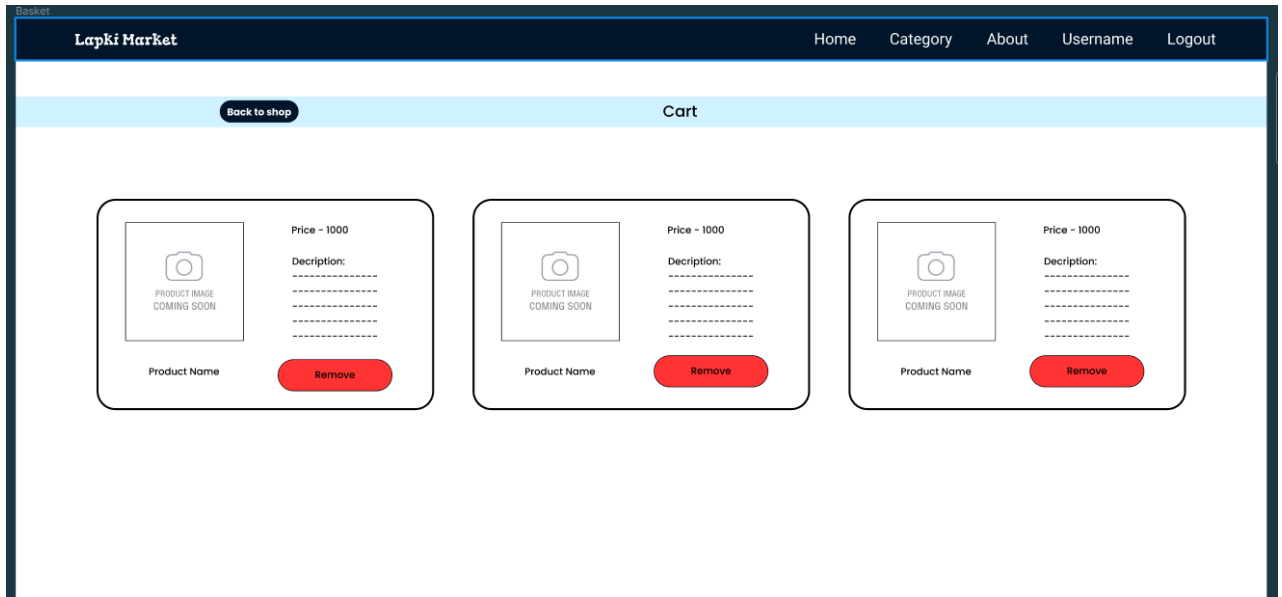 Basket
Lapki Market Home Category About Username Logout
Back to shop Cart
Price - 1000
Decription:
---------------
---------------
---------------
---------------
---------------
PRODUCT IMAGE
COMING SOON
Product Name
Remove
Price - 1000
Decription:
---------------
---------------
---------------
---------------
---------------
PRODUCT IMAGE
COMING SOON
Product Name
Remove
Price - 1000
Decription:
---------------
---------------
---------------
---------------
---------------
PRODUCT IMAGE
COMING SOON
Product Name
Remove